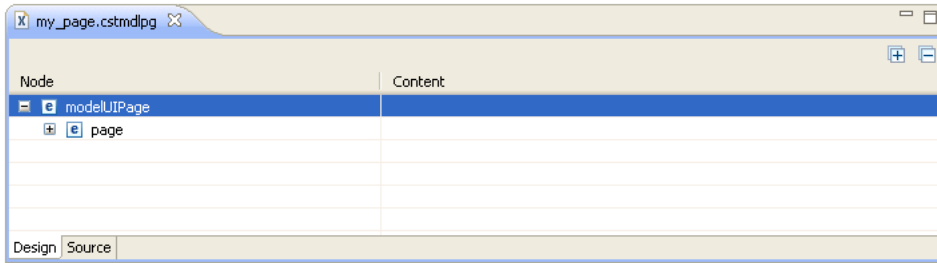 my_page.cstmdlpg
Node Content
modelUIPage
page
Design Source